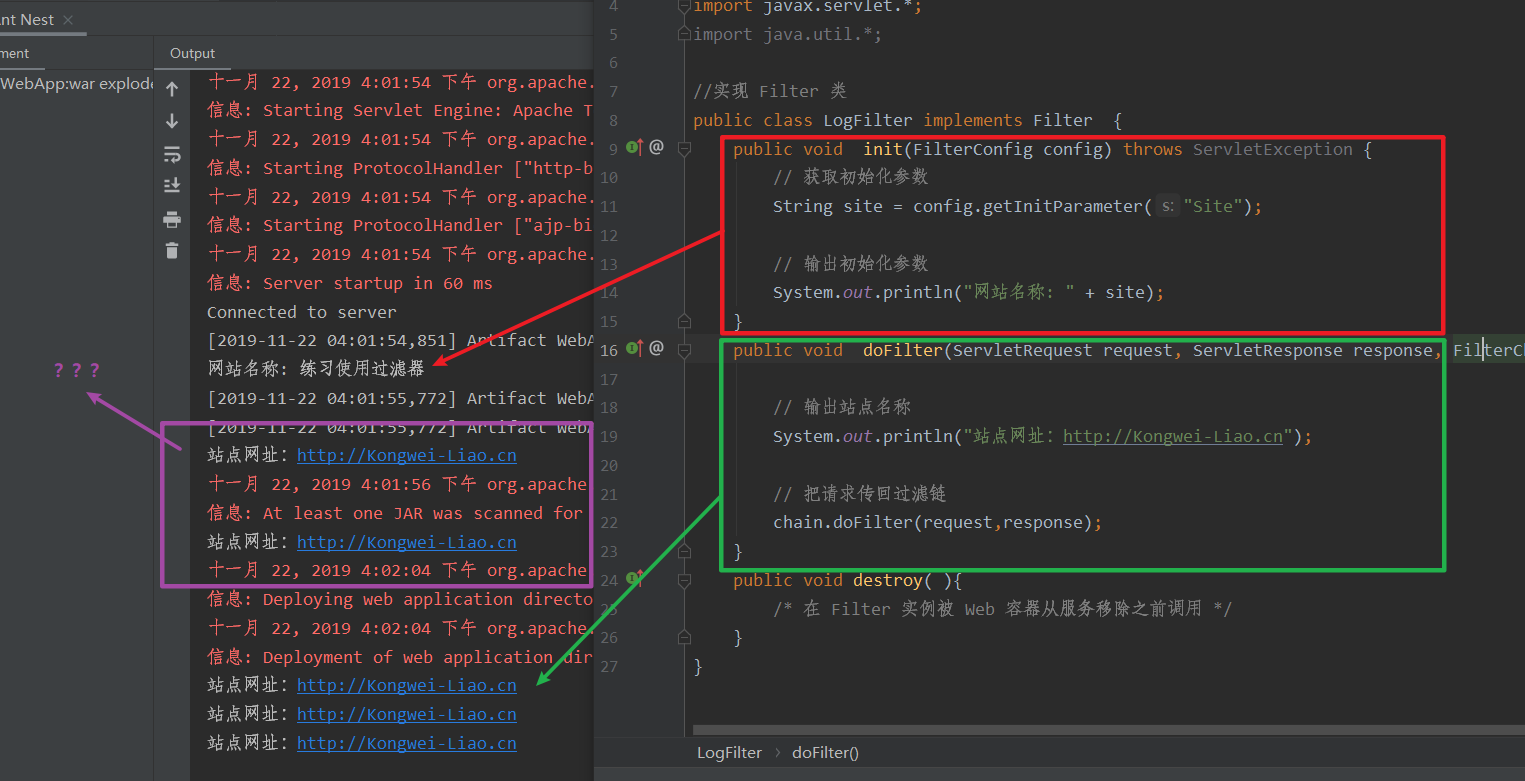 nt Nest
ment
Output
WebApp:war explode
十一月 22, 2019 4:01:54 下午 org.apache.
信息: Starting Servlet Engine: Apache T
十一月 22, 2019 4:01:54 下午 org.apache.
信息: Starting ProtocolHandler ["http-b
十一月 22, 2019 4:01:54 下午 org.apache.
信息: Starting ProtocolHandler ["ajp-bi
十一月 22, 2019 4:01:54 下午 org.apache.
信息: Server startup in 60 ms
Connected to server
[2019-11-22 04:01:54,851] Artifact WebA
网站名称: 练习使用过滤器
[2019-11-22 04:01:55,772] Artifact WebA
[2019-11-22 04:01:55,772] Artifact WebA
站点网址: http://Kongwei-Liao.cn
十一月 22, 2019 4:01:56 下午 org.apache
信息: At least one JAR was scanned for
站点网址: http://Kongwei-Liao.cn
十一月 22, 2019 4:02:04 下午 org.apache
信息: Deploying web application directo
十一月 22, 2019 4:02:04 下午 org.apache.
信息: Deployment of web application dir
站点网址: http://Kongwei-Liao.cn
站点网址: http://Kongwei-Liao.cn
站点网址: http://Kongwei-Liao.cn
? ? ?
4 import javax.servlet.*;
5 import java.util.*;
6
7 //实现 Filter 类
8 public class LogFilter implements Filter {
9 @ public void init(FilterConfig config) throws ServletException {
10 // 获取初始化参数
11 String site = config.getInitParameter( s: "Site");
12
13 // 输出初始化参数
14 System.out.println("网站名称: " + site);
15 }
16 @ public void doFilter(ServletRequest request, ServletResponse response, FilterCh
17
18 // 输出站点名称
19 System.out.println("站点网址: http://Kongwei-Liao.cn");
20
21 // 把请求传回过滤链
22 chain.doFilter(request,response);
23 }
24 public void destroy( ){
25 /* 在 Filter 实例被 Web 容器从服务移除之前调用 */
26 }
27 }
LogFilter › doFilter()